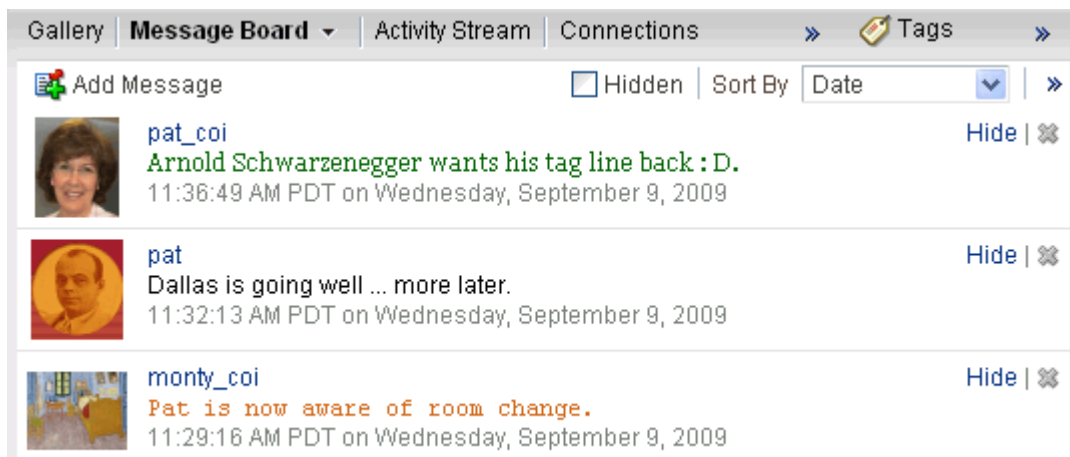 Gallery Message Board Activity Stream Connections » Tags »
Add Message Hidden Sort By Date »
pat_coi Hide |
Arnold Schwarzenegger wants his tag line back : D.
11:36:49 AM PDT on Wednesday, September 9, 2009
pat Hide |
Dallas is going well ... more later.
11:32:13 AM PDT on Wednesday, September 9, 2009
monty_coi Hide |
Pat is now aware of room change.
11:29:16 AM PDT on Wednesday, September 9, 2009